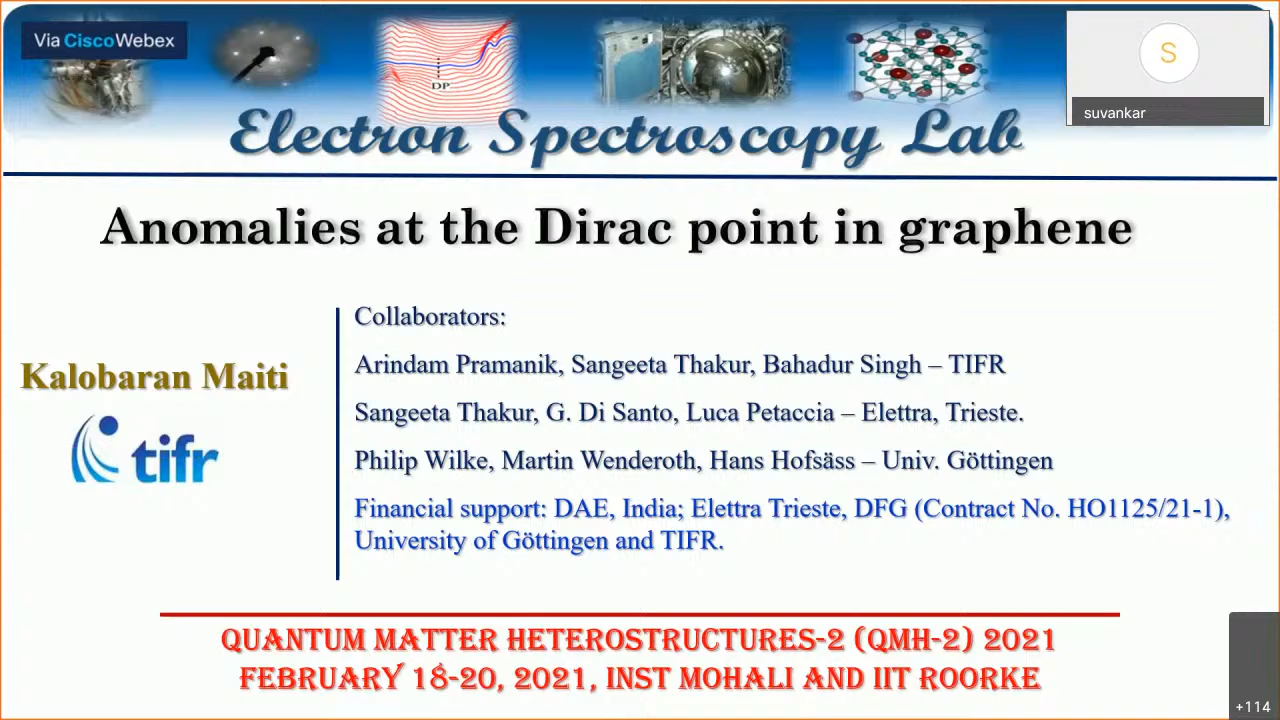 Via CiscoWebex
DP
S
suvankar
Electron Spectroscopy Lab
Anomalies at the Dirac point in graphene
Kalobaran Maiti
tifr
Collaborators:
Arindam Pramanik, Sangeeta Thakur, Bahadur Singh – TIFR
Sangeeta Thakur, G. Di Santo, Luca Petaccia – Elettra, Trieste.
Philip Wilke, Martin Wenderoth, Hans Hofsäss – Univ. Göttingen
Financial support: DAE, India; Elettra Trieste, DFG (Contract No. HO1125/21-1),
University of Göttingen and TIFR.
QUANTUM MATTER HETEROSTRUCTURES-2 (QMH-2) 2021
FEBRUARY 18-20, 2021, INST MOHALI AND IIT ROORKE
+114